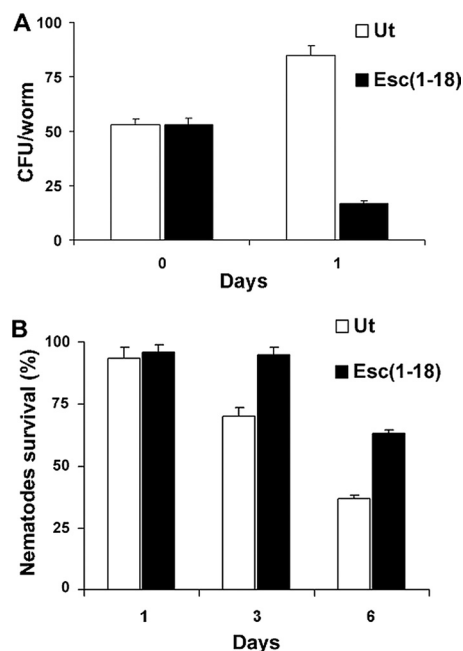 A
Ut
Esc(1-18)
CFU/worm
100
75
50
25
0
0 1
Days
B
Ut
Esc(1-18)
Nematodes survival (%)
100
75
50
25
0
1 3 6
Days